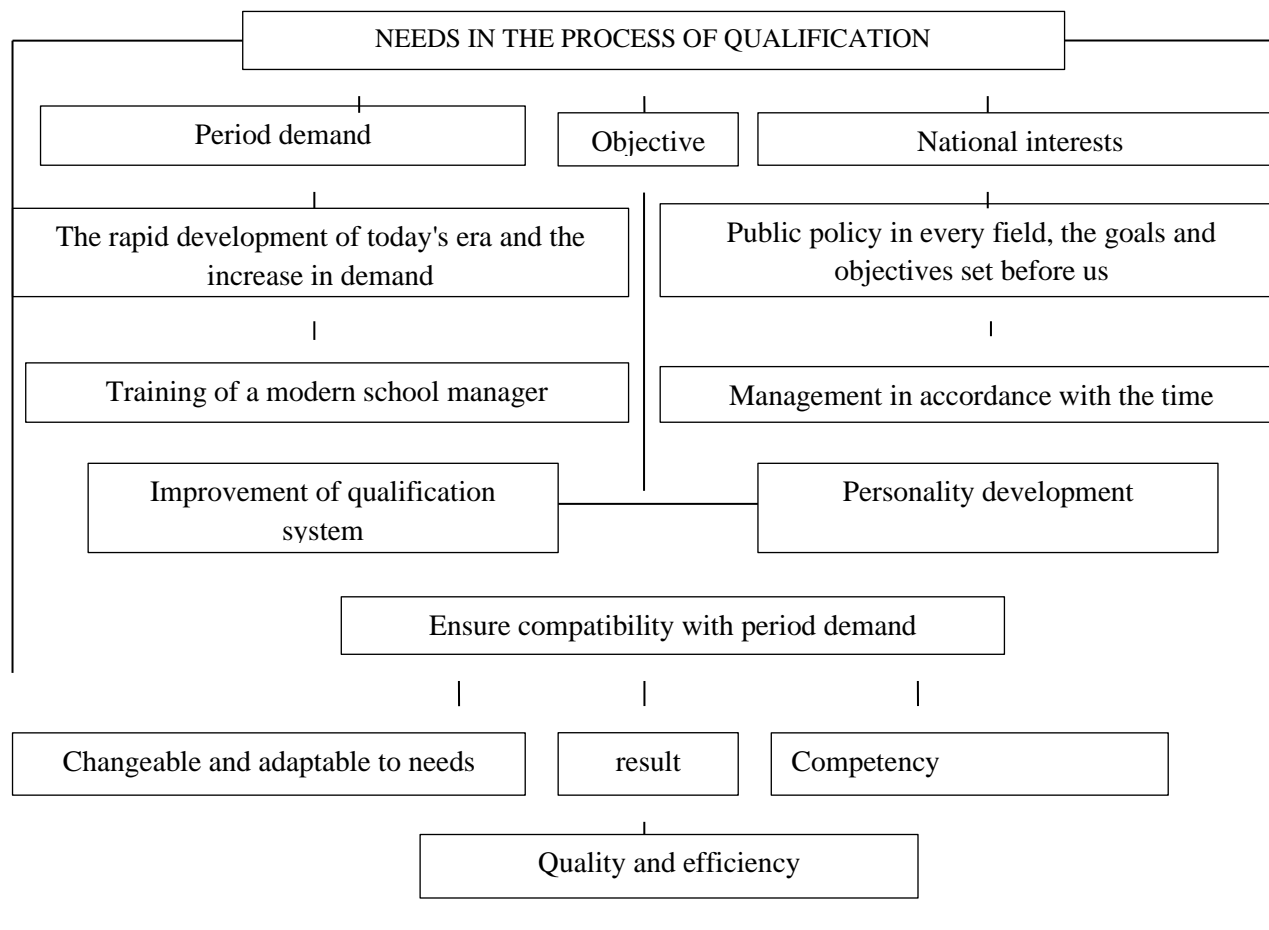 NEEDS IN THE PROCESS OF QUALIFICATION
Period demand
Objective
National interests
The rapid development of today's era and the
increase in demand
Public policy in every field, the goals and
objectives set before us
Training of a modern school manager
Management in accordance with the time
Improvement of qualification
system
Personality development
Ensure compatibility with period demand
Changeable and adaptable to needs
result
Competency
Quality and efficiency